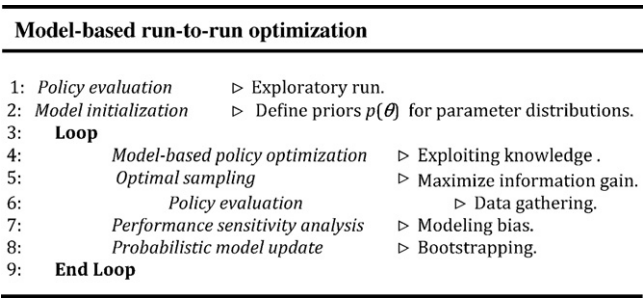 Model-based run-to-run optimization
1: Policy evaluation ▷ Exploratory run.
2: Model initialization ▷ Define priors p(θ) for parameter distributions.
3: Loop
4: Model-based policy optimization ▷ Exploiting knowledge .
5: Optimal sampling ▷ Maximize information gain.
6: Policy evaluation ▷ Data gathering.
7: Performance sensitivity analysis ▷ Modeling bias.
8: Probabilistic model update ▷ Bootstrapping.
9: End Loop